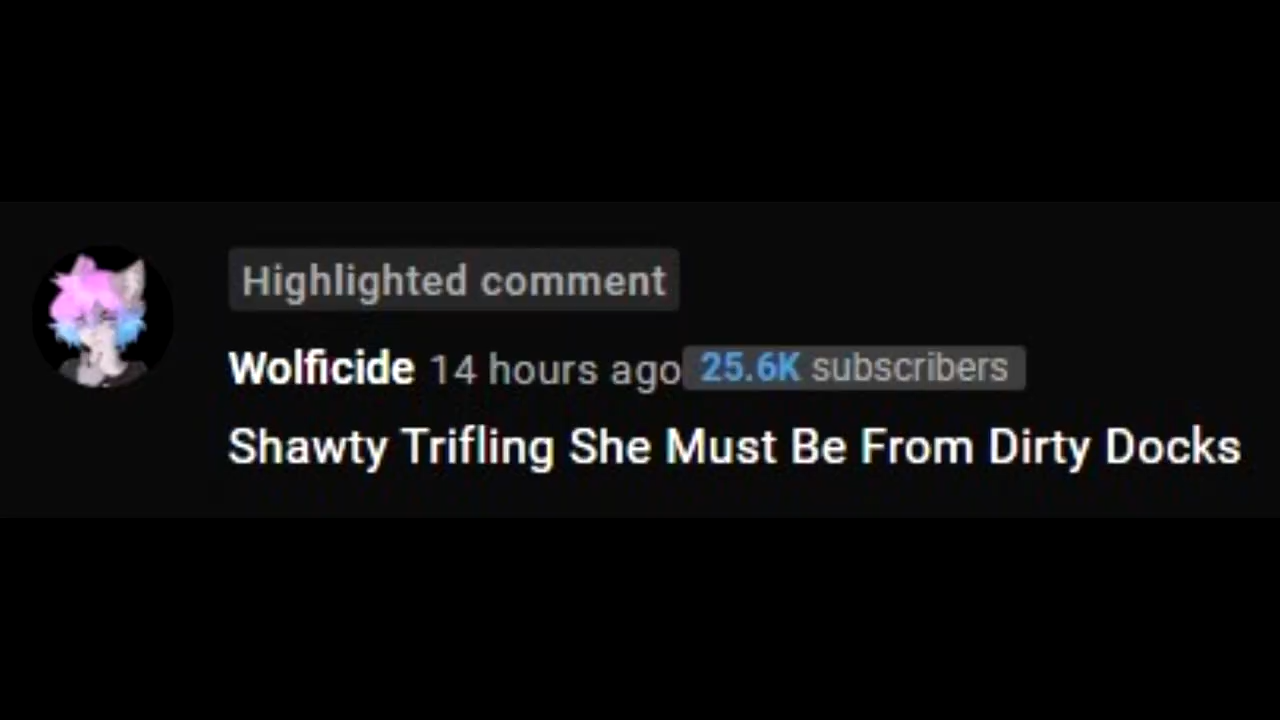 Highlighted comment
Wolficide 14 hours ago 25.6K subscribers
Shawty Trifling She Must Be From Dirty Docks